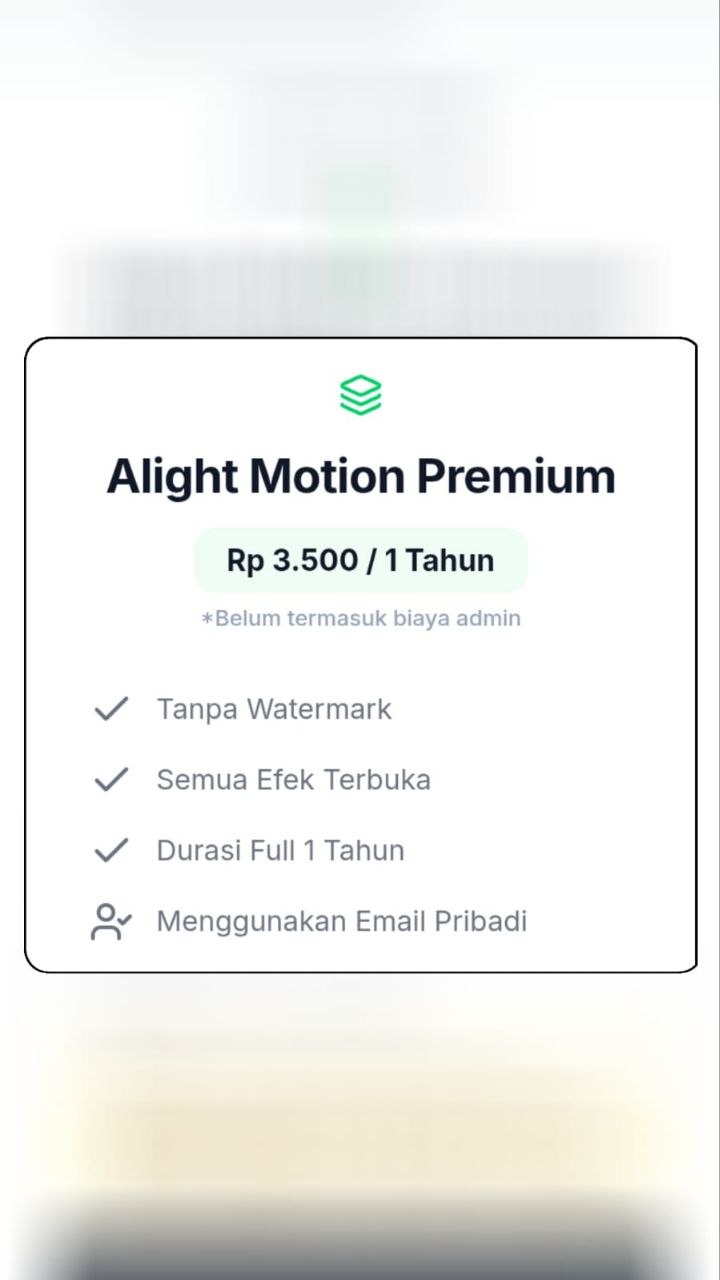 Alight Motion Premium
Rp 3.500 / 1 Tahun
*Belum termasuk biaya admin
Tanpa Watermark
Semua Efek Terbuka
Durasi Full 1 Tahun
Menggunakan Email Pribadi